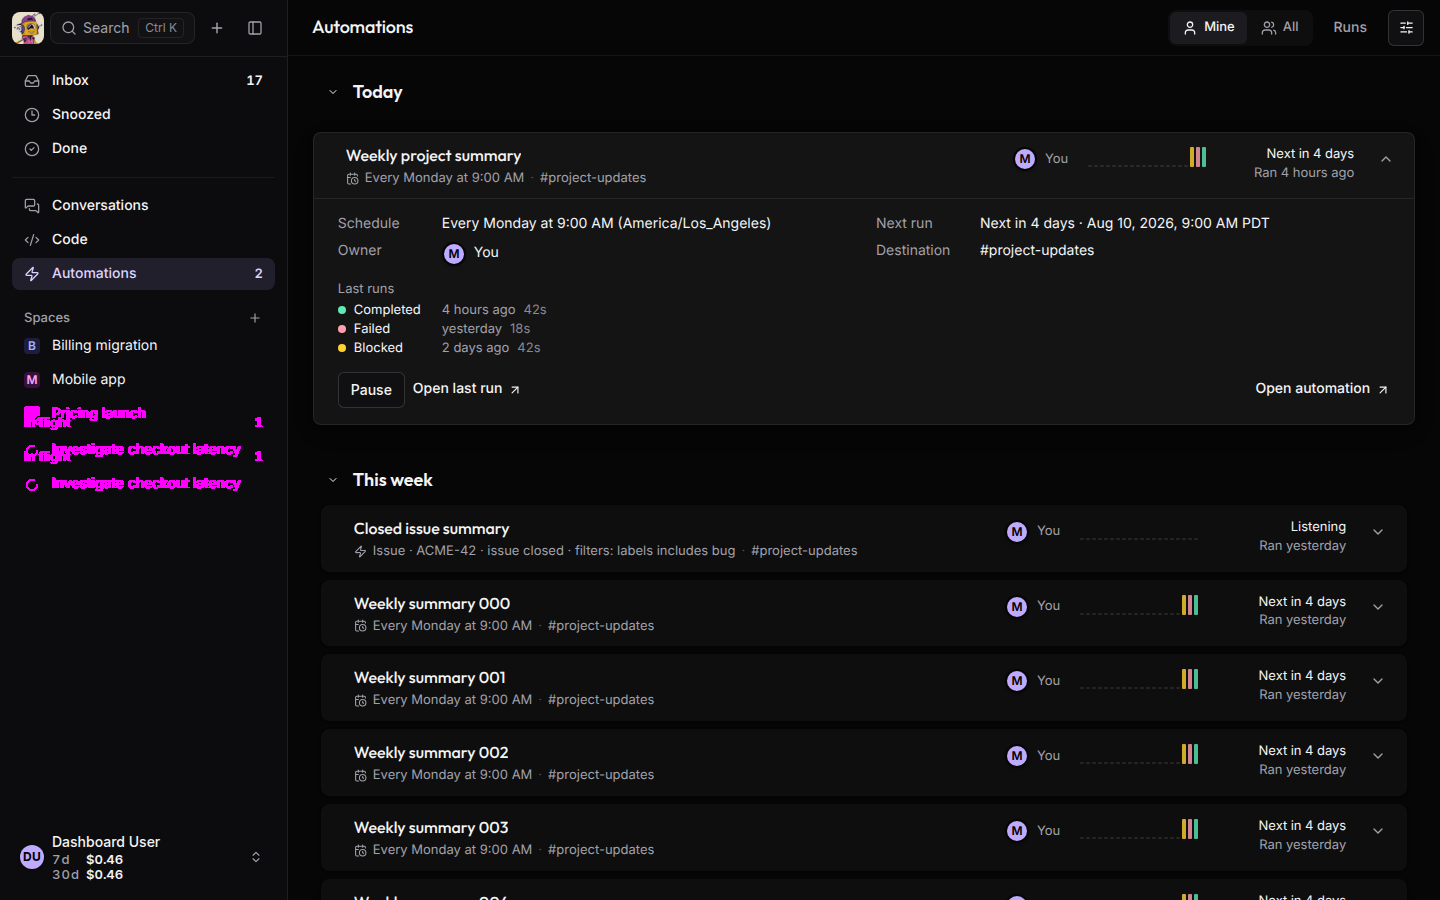 Search Ctrl K
Inbox 17
Snoozed
Done
Conversations
Code
Automations 2
Spaces
B Billing migration
M Mobile app
Pricing launch
In flight 1
Investigate checkout latency
In flight 1
Investigate checkout latency
DU Dashboard User
7d $0.46
30d $0.46
Automations
Mine All Runs
Today
Weekly project summary
Every Monday at 9:00 AM · #project-updates
M You
Next in 4 days
Ran 4 hours ago
Schedule Every Monday at 9:00 AM (America/Los_Angeles)
Next run Next in 4 days · Aug 10, 2026, 9:00 AM PDT
Owner M You
Destination #project-updates
Last runs
Completed 4 hours ago 42s
Failed yesterday 18s
Blocked 2 days ago 42s
Pause Open last run
Open automation
This week
Closed issue summary
Issue · ACME-42 · issue closed · filters: labels includes bug · #project-updates
M You
Listening
Ran yesterday
Weekly summary 000
Every Monday at 9:00 AM · #project-updates
M You
Next in 4 days
Ran yesterday
Weekly summary 001
Every Monday at 9:00 AM · #project-updates
M You
Next in 4 days
Ran yesterday
Weekly summary 002
Every Monday at 9:00 AM · #project-updates
M You
Next in 4 days
Ran yesterday
Weekly summary 003
Every Monday at 9:00 AM · #project-updates
M You
Next in 4 days
Ran yesterday